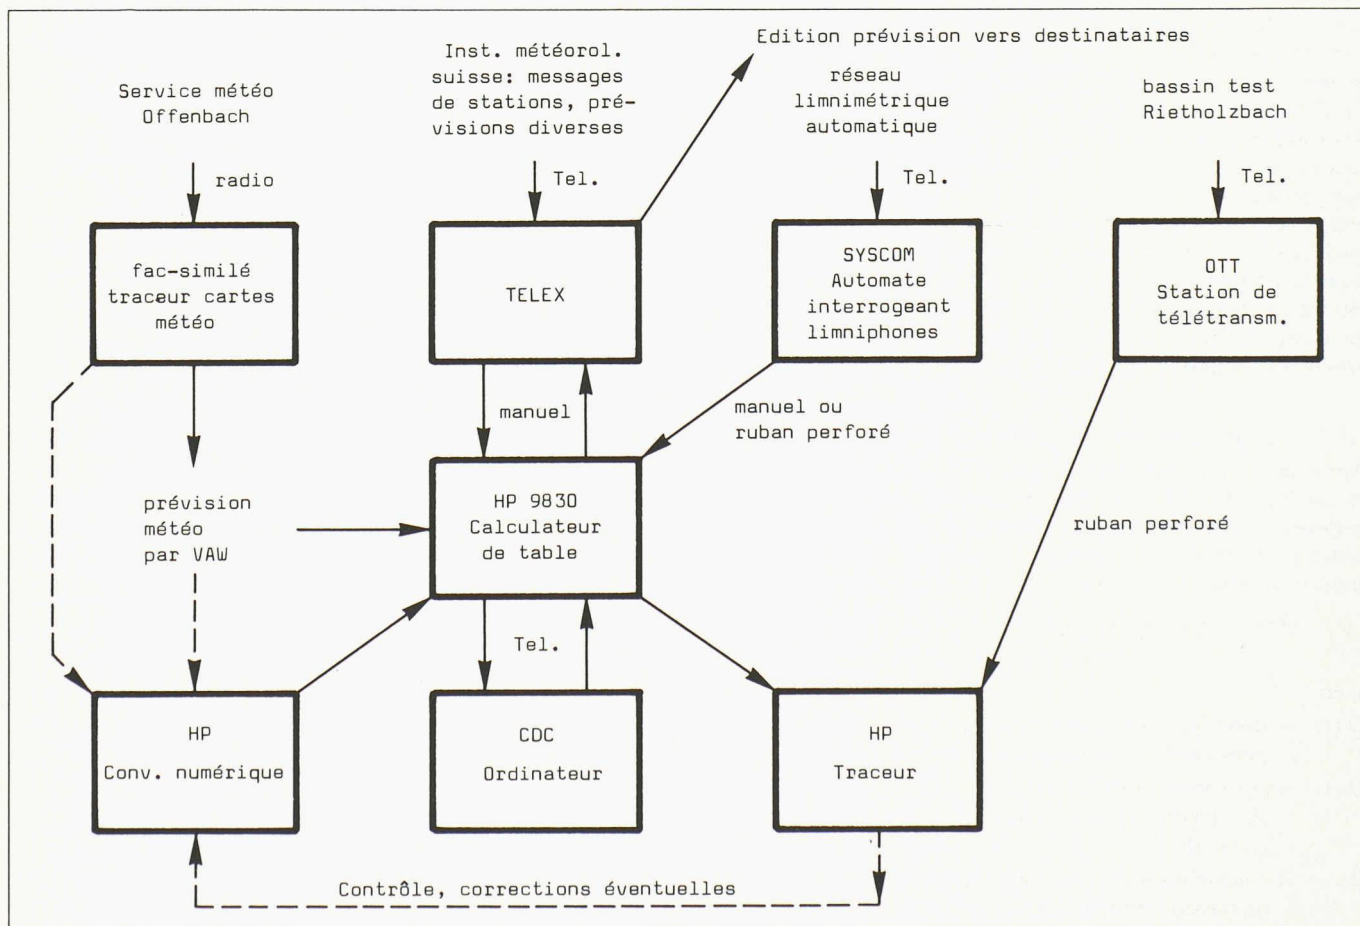 Edition prévision vers destinataires
Service météo
Offenbach
Inst. météorol.
suisse: messages
de stations, pré-
visions diverses
réseau
limnimétrique
automatique
bassin test
Rietholzbach
radio
Tel.
Tel.
Tel.
fac-similé
traceur cartes
météo
TELEX
SYSCOM
Automate
interrogeant
limniphones
OTT
Station de
télétransm.
manuel
manuel ou
ruban perforé
prévision
météo
par VAW
HP 9830
Calculateur
de table
ruban perforé
Tel.
HP
Conv. numérique
CDC
Ordinateur
HP
Traceur
Contrôle, corrections éventuelles